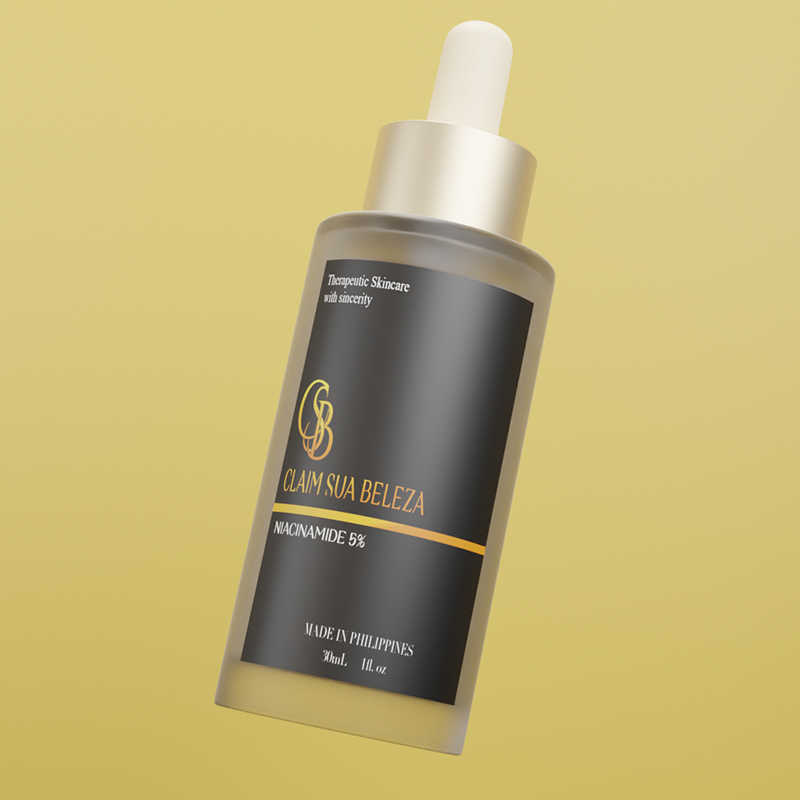 Therapeutic Skincare
with sincerity
CSB
CLAIM SUA BELEZA
NIACINAMIDE 5%
MADE IN PHILIPPINES
30mL 1fl. oz